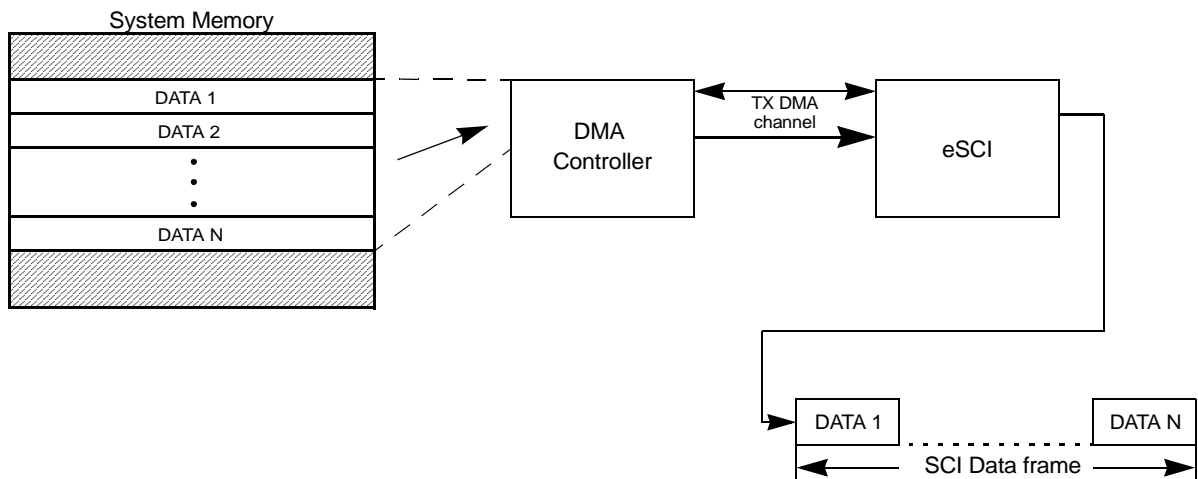 System Memory
DATA 1
DATA 2
DATA N
DMA
Controller
TX DMA
channel
eSCI
DATA 1
DATA N
SCI Data frame